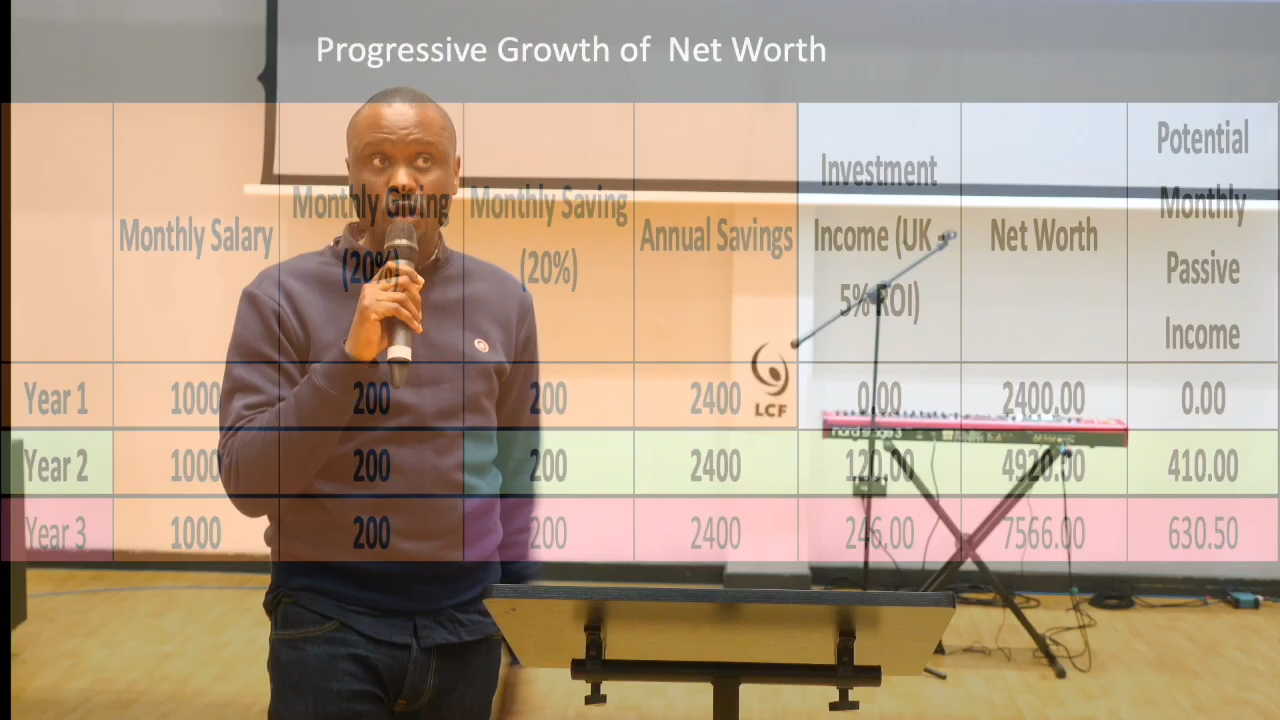 Progressive Growth of Net Worth
Monthly Salary
Monthly Giving
(20%)
Monthly Saving
(20%)
Annual Savings
Investment
Income (UK -
5% ROI)
Net Worth
Potential
Monthly
Passive
Income
Year 1 1000 200 200 2400 0.00 2400.00 0.00
Year 2 1000 200 200 2400 120.00 4920.00 410.00
Year 3 1000 200 200 2400 246.00 7566.00 630.50
LCF
nord stage 3